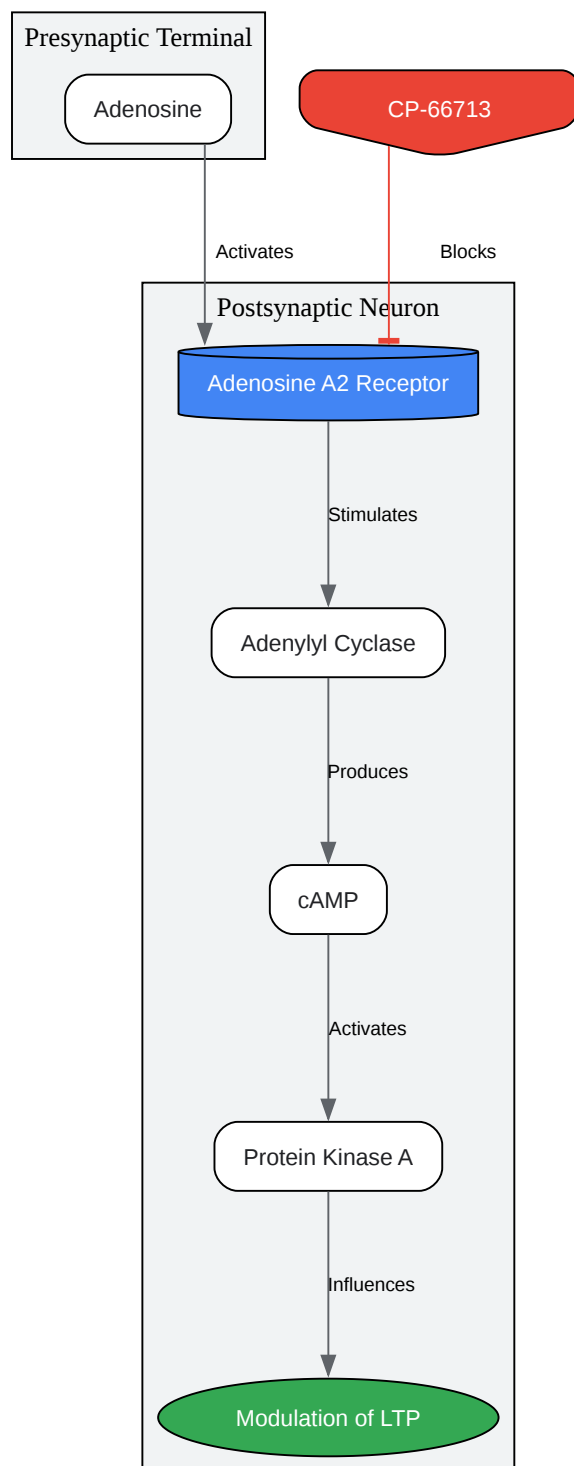 Presynaptic Terminal
Adenosine
CP-66713
Activates
Blocks
Postsynaptic Neuron
Adenosine A2 Receptor
Stimulates
Adenylyl Cyclase
Produces
cAMP
Activates
Protein Kinase A
Influences
Modulation of LTP